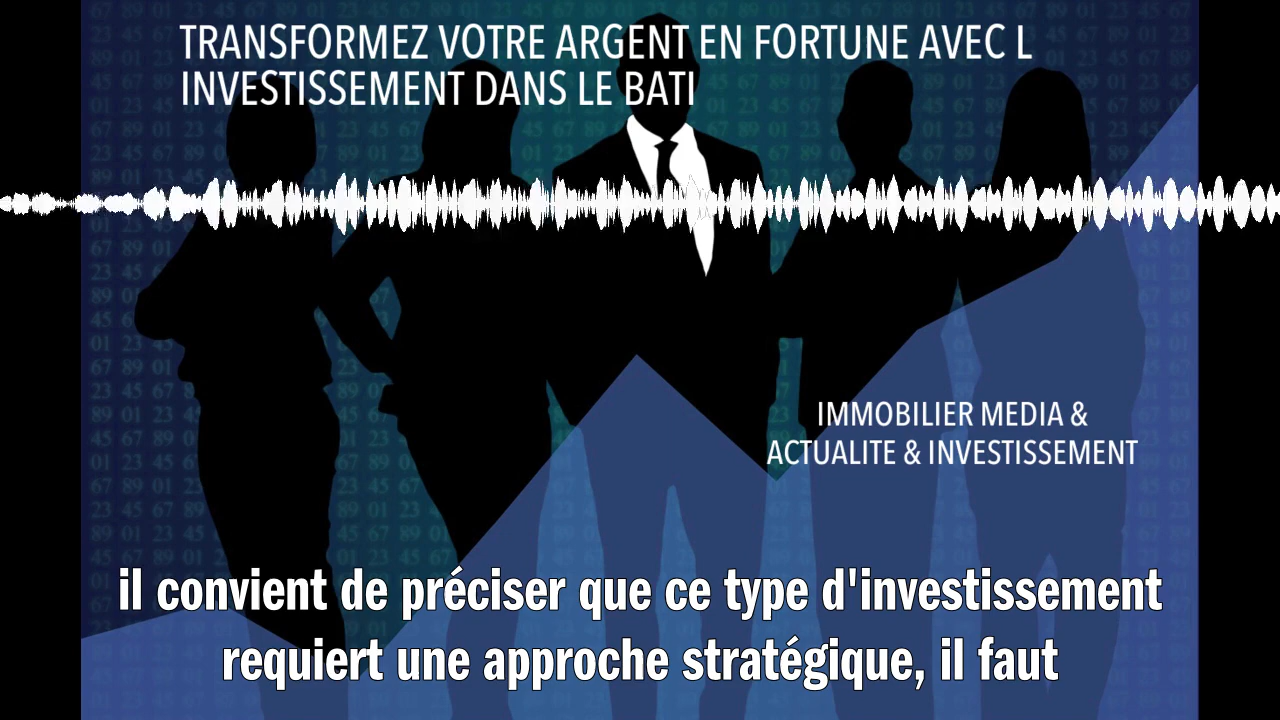 TRANSFORMEZ VOTRE ARGENT EN FORTUNE AVEC L
INVESTISSEMENT DANS LE BATI
IMMOBILIER MEDIA &
ACTUALITE & INVESTISSEMENT
il convient de préciser que ce type d'investissement
requiert une approche stratégique, il faut